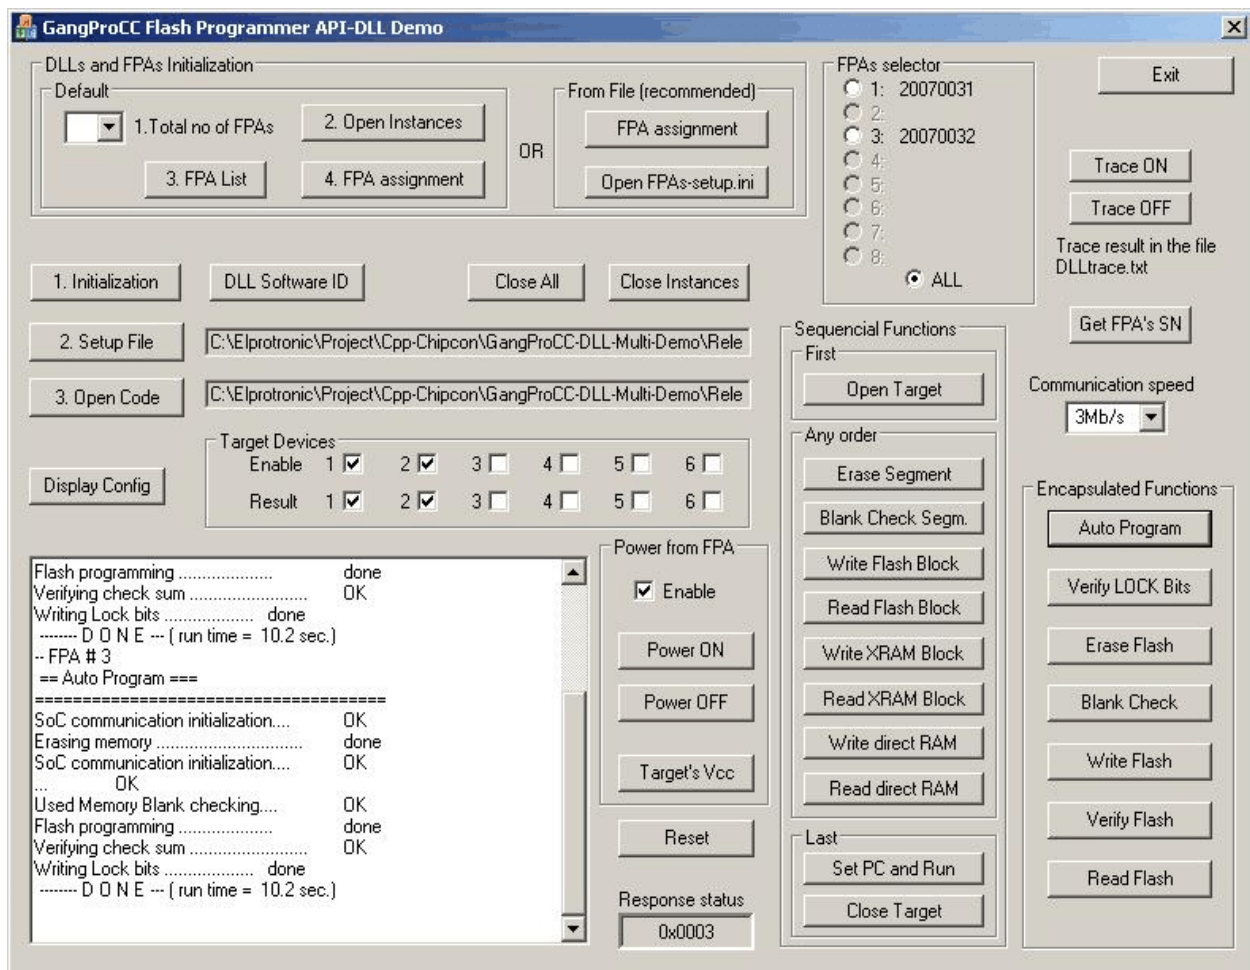 GangProCC Flash Programmer API-DLL Demo
DLLs and FPAs Initialization
Default
1.Total no of FPAs
2. Open Instances
3. FPA List
4. FPA assignment
OR
From File (recommended)
FPA assignment
Open FPAs-setup.ini
FPAs selector
1: 20070031
2:
3: 20070032
4:
5:
6:
7:
8:
ALL
Exit
Trace ON
Trace OFF
Trace result in the file
DLLtrace.txt
Get FPA's SN
Communication speed
3Mb/s
1. Initialization
DLL Software ID
Close All
Close Instances
2. Setup File
C:\Elprotronic\Project\Cpp-Chipcon\GangProCC-DLL-Multi-Demo\Rele
3. Open Code
C:\Elprotronic\Project\Cpp-Chipcon\GangProCC-DLL-Multi-Demo\Rele
Display Config
Target Devices
Enable 1 2 3 4 5 6
Result 1 2 3 4 5 6
Flash programming .................... done
Verifying check sum ......................... OK
Writing Lock bits .................... done
-------- D O N E --- ( run time = 10.2 sec.)
-- FPA # 3
== Auto Program ===
========================================
SoC communication initialization.... OK
Erasing memory ............................... done
SoC communication initialization.... OK
... OK
Used Memory Blank checking.... OK
Flash programming .................... done
Verifying check sum ......................... OK
Writing Lock bits .................... done
-------- D O N E --- ( run time = 10.2 sec.)
Power from FPA
Enable
Power ON
Power OFF
Target's Vcc
Reset
Response status
0x0003
Sequencial Functions
First
Open Target
Any order
Erase Segment
Blank Check Segm.
Write Flash Block
Read Flash Block
Write XRAM Block
Read XRAM Block
Write direct RAM
Read direct RAM
Last
Set PC and Run
Close Target
Encapsulated Functions
Auto Program
Verify LOCK Bits
Erase Flash
Blank Check
Write Flash
Verify Flash
Read Flash